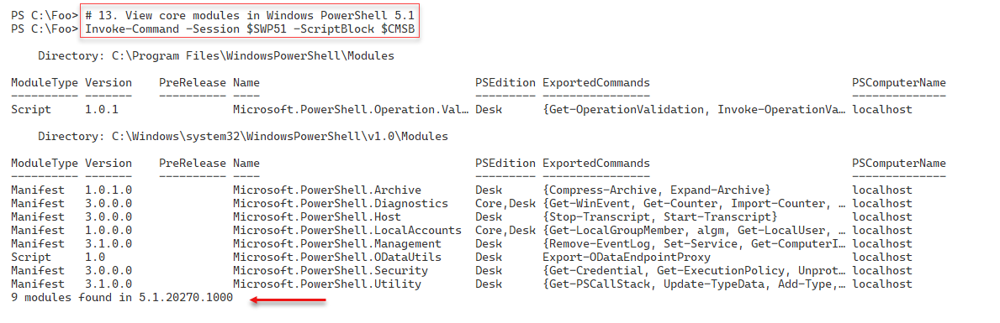 PS C:\Foo> # 13. View core modules in Windows PowerShell 5.1
PS C:\Foo> Invoke-Command -Session $SWP51 -ScriptBlock $CMSB
Directory: C:\Program Files\WindowsPowerShell\Modules
ModuleType Version PreRelease Name PSEdition ExportedCommands PSComputerName
---------- ------- ---------- ---- --------- ---------------- --------------
Script 1.0.1 Microsoft.PowerShell.Operation.Val… Desk {Get-OperationValidation, Invoke-OperationVa… localhost
Directory: C:\Windows\system32\WindowsPowerShell\v1.0\Modules
ModuleType Version PreRelease Name PSEdition ExportedCommands PSComputerName
---------- ------- ---------- ---- --------- ---------------- --------------
Manifest 1.0.1.0 Microsoft.PowerShell.Archive Desk {Compress-Archive, Expand-Archive} localhost
Manifest 3.0.0.0 Microsoft.PowerShell.Diagnostics Core,Desk {Get-WinEvent, Get-Counter, Import-Counter, … localhost
Manifest 3.0.0.0 Microsoft.PowerShell.Host Desk {Stop-Transcript, Start-Transcript} localhost
Manifest 1.0.0.0 Microsoft.PowerShell.LocalAccounts Core,Desk {Get-LocalGroupMember, algm, Get-LocalUser, … localhost
Manifest 3.1.0.0 Microsoft.PowerShell.Management Desk {Remove-EventLog, Set-Service, Get-ComputerI… localhost
Script 1.0 Microsoft.PowerShell.ODataUtils Desk Export-ODataEndpointProxy localhost
Manifest 3.0.0.0 Microsoft.PowerShell.Security Desk {Get-Credential, Get-ExecutionPolicy, Unprot… localhost
Manifest 3.1.0.0 Microsoft.PowerShell.Utility Desk {Get-PSCallStack, Update-TypeData, Add-Type,… localhost
9 modules found in 5.1.20270.1000